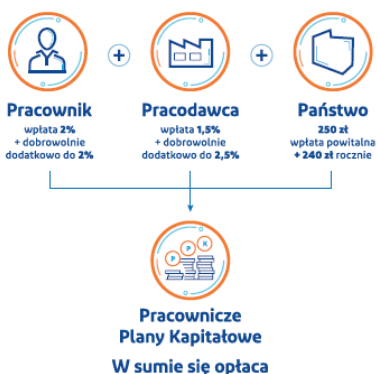 Pracownik
wpłata 2%
+ dobrowolnie
dodatkowo do 2%
Pracodawca
wpłata 1,5%
+ dobrowolnie
dodatkowo do 2,5%
Państwo
250 zł
wpłata powitalna
+ 240 zł rocznie
P P K
Pracownicze
Plany Kapitałowe
W sumie się opłaca